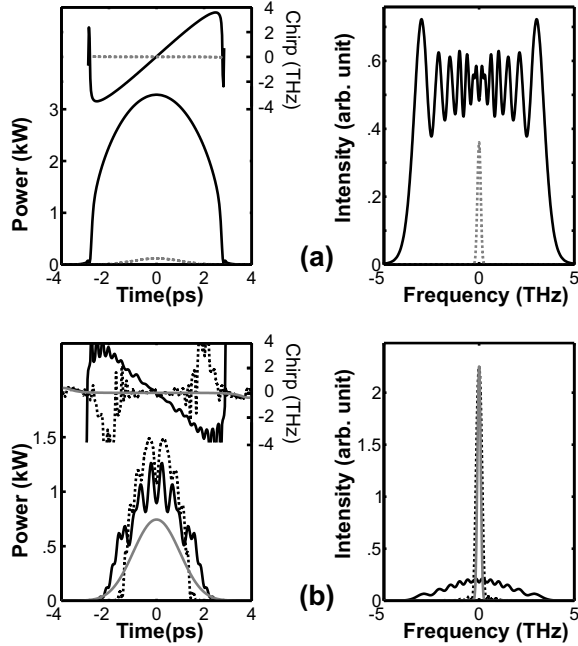 4
2
0
-2
-4
Chirp (THz)
3
2
1
0
Power (kW)
-4 -2 0 2 4
Time(ps)
(a)
.6
.4
.2
0
Intensity (arb. unit)
-5 0 5
Frequency (THz)
4
2
0
-2
-4
Chirp (THz)
1.5
1
.5
0
Power (kW)
-4 -2 0 2 4
Time(ps)
(b)
2
1.5
1
.5
0
Intensity (arb. unit)
-5 0 5
Frequency (THz)